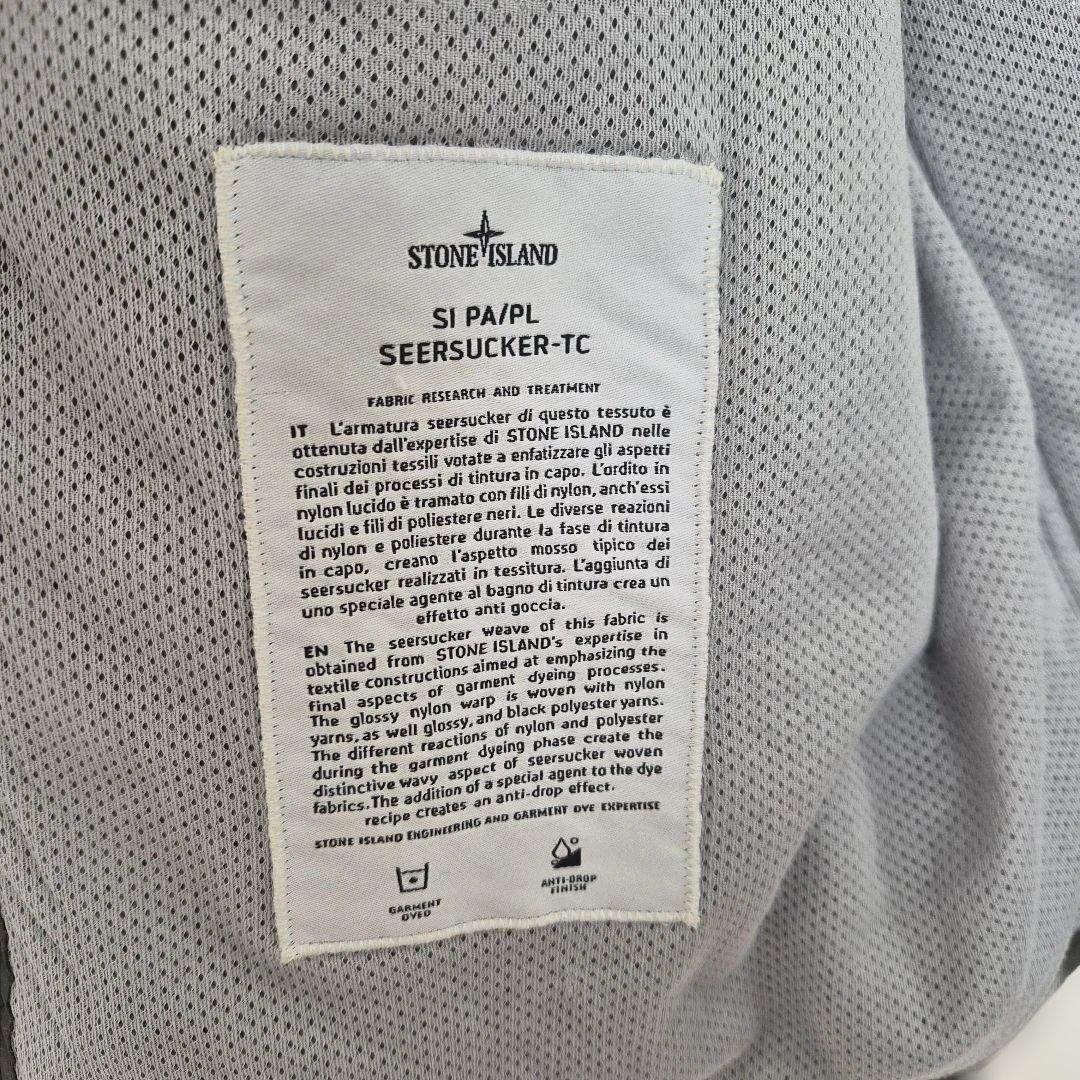 STONE ISLAND
SI PA/PL
SEERSUCKER-TC
FABRIC RESEARCH AND TREATMENT
IT L'armatura seersucker di questo tessuto è
ottenuta dall'expertise di STONE ISLAND nelle
costruzioni tessili votate a enfatizzare gli aspetti
finali dei processi di tintura in capo. L'ordito in
nylon lucido è tramato con fili di nylon, anch'essi
lucidi e fili di poliestere neri. Le diverse reazioni
di nylon e poliestere durante la fase di tintura
in capo, creano l'aspetto mosso tipico dei
seersucker realizzati in tessitura. L'aggiunta di
uno speciale agente al bagno di tintura crea un
effetto anti goccia.
EN The seersucker weave of this fabric is
obtained from STONE ISLAND's expertise in
textile constructions aimed at emphasizing the
final aspects of garment dyeing processes.
The glossy nylon warp is woven with nylon
yarns, as well glossy, and black polyester yarns.
The different reactions of nylon and polyester
during the garment dyeing phase create the
distinctive wavy aspect of seersucker woven
fabrics. The addition of a special agent to the dye
recipe creates an anti-drop effect.
STONE ISLAND ENGINEERING AND GARMENT DYE EXPERTISE
GARMENT
DYED
ANTI-DROP
FINISH